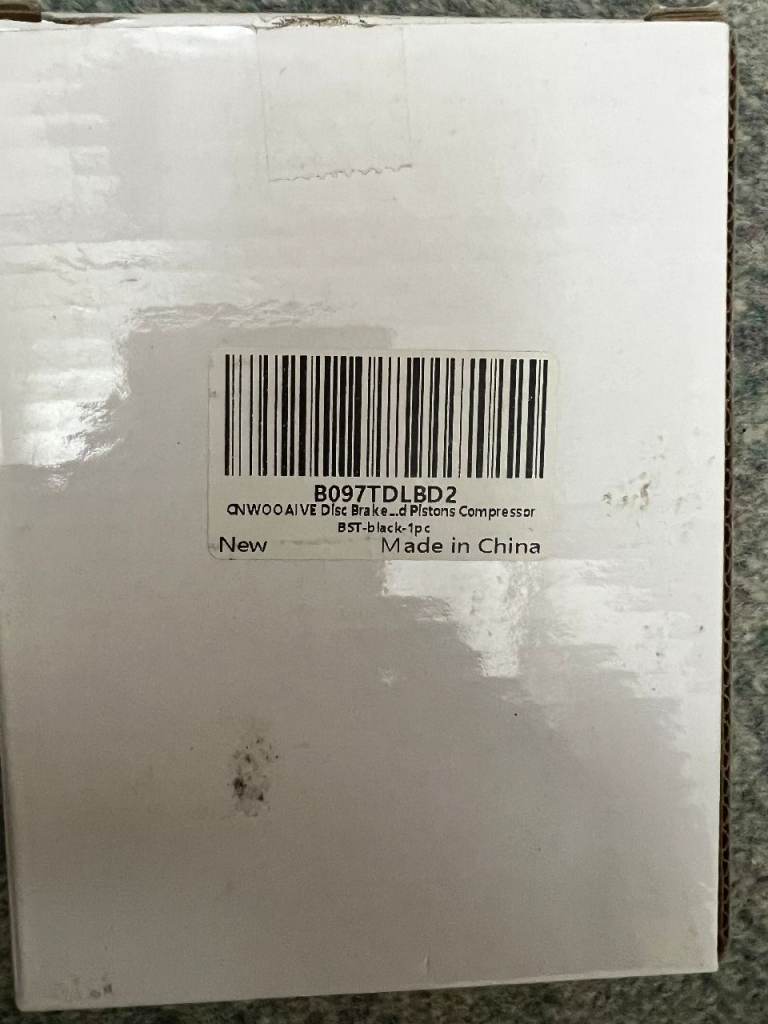 B097TDLBD2
CNWOOAIVE Disc Brake...d Pistons Compressor
BST-black-1pc
New Made in China